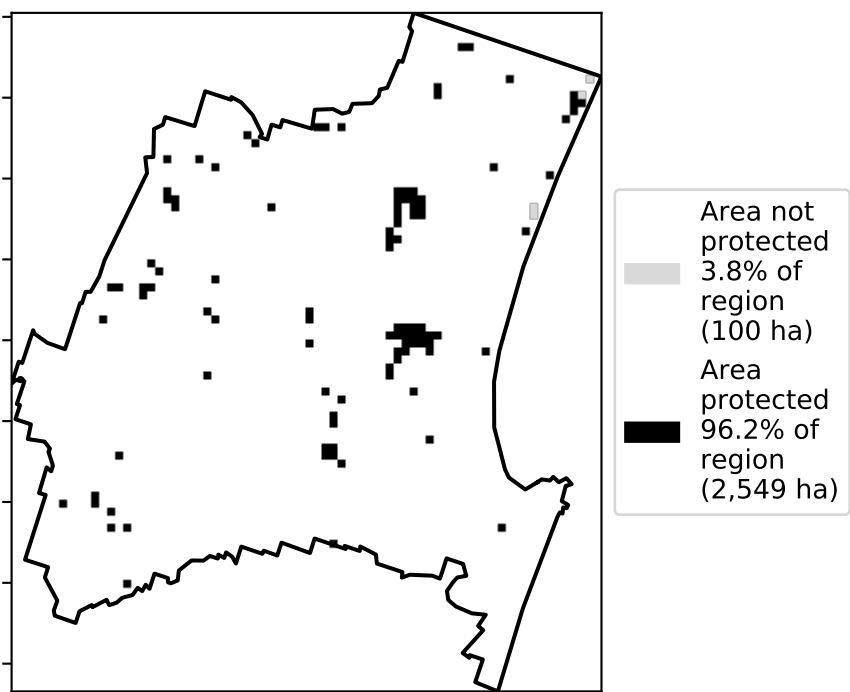 Area not
protected
3.8% of
region
(100 ha)
Area
protected
96.2% of
region
(2,549 ha)